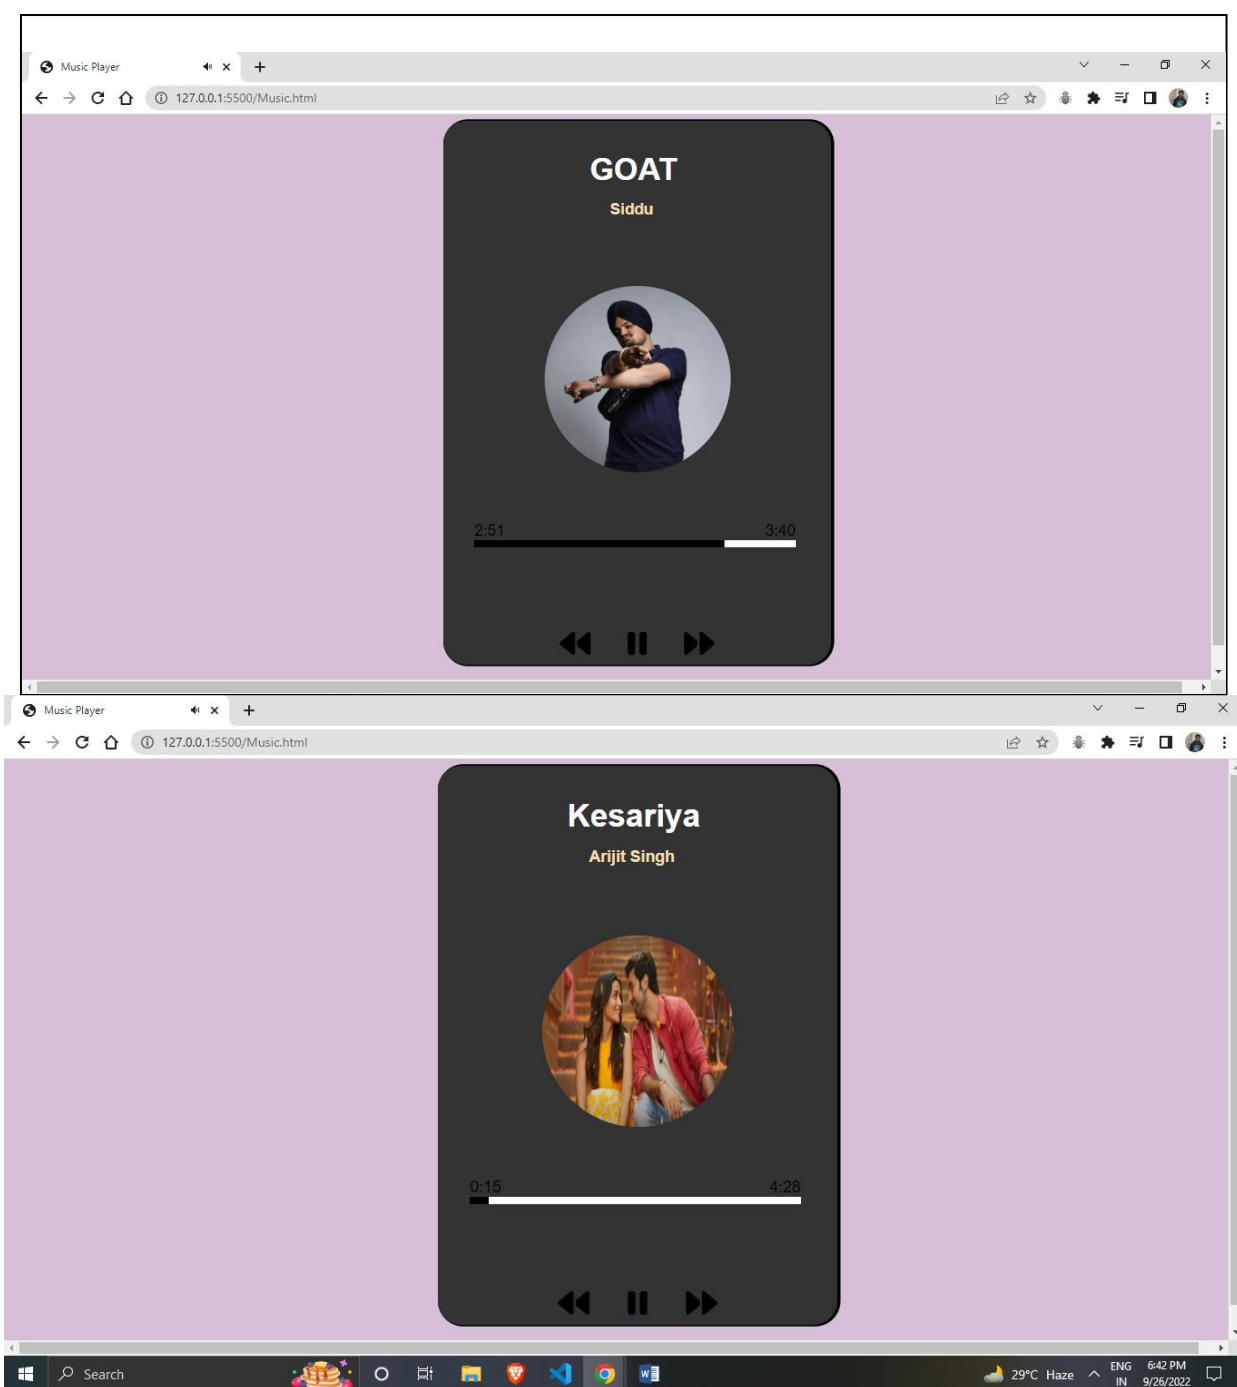 Music Player
127.0.0.1:5500/Music.html
GOAT
Siddu
2:51 3:40
Music Player
127.0.0.1:5500/Music.html
Kesariya
Arijit Singh
0:15 4:28
Search
29°C Haze
ENG
IN
6:42 PM
9/26/2022